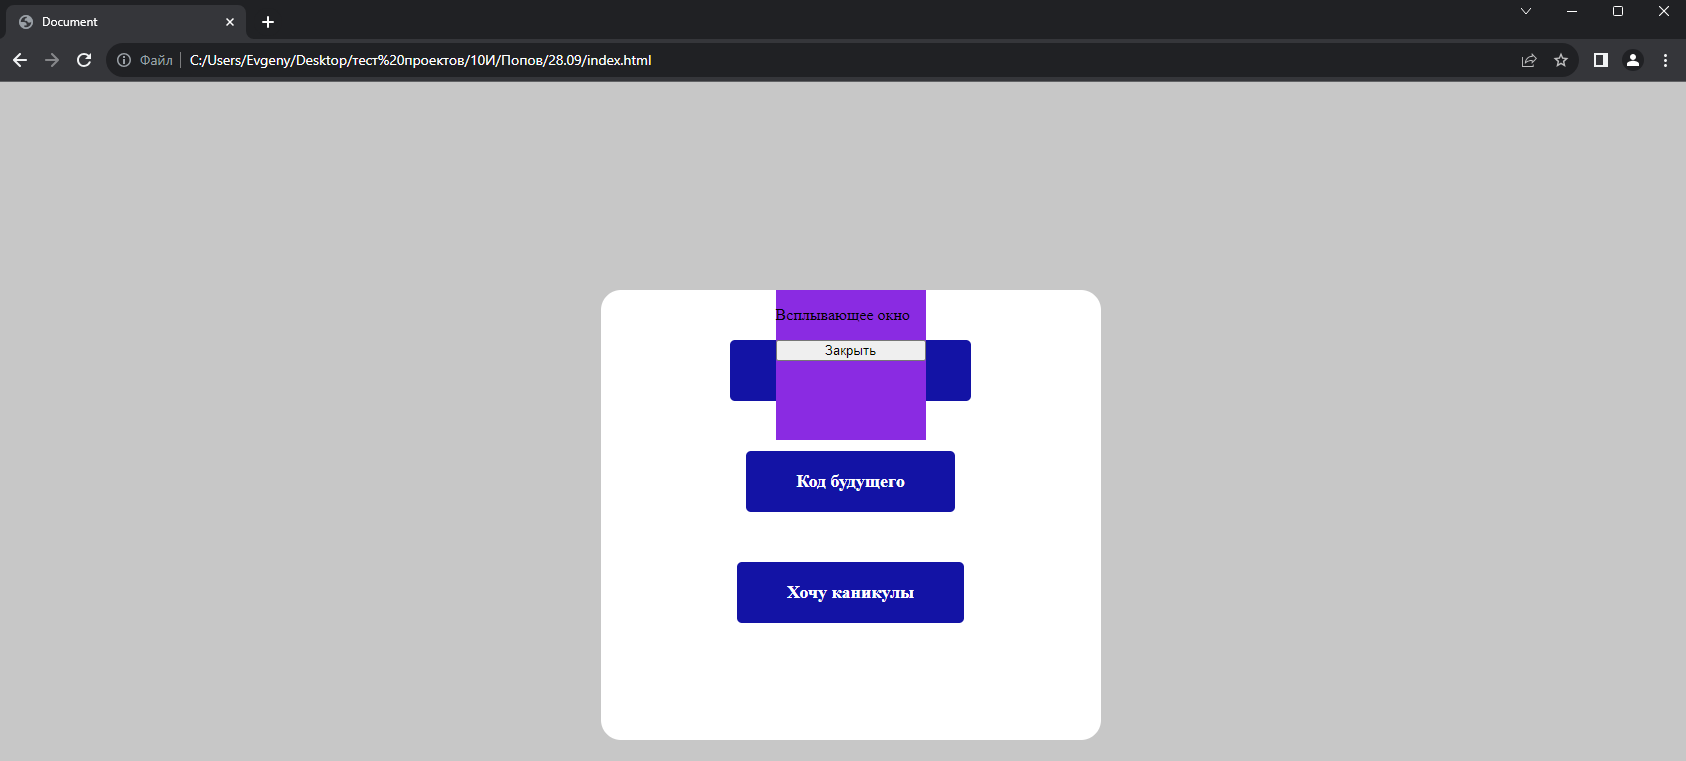 Document
Файл
C:/Users/Evgeny/Desktop/тест%20проектов/10И/Попов/28.09/index.html
Всплывающее окно
Закрыть
Код будущего
Хочу каникулы